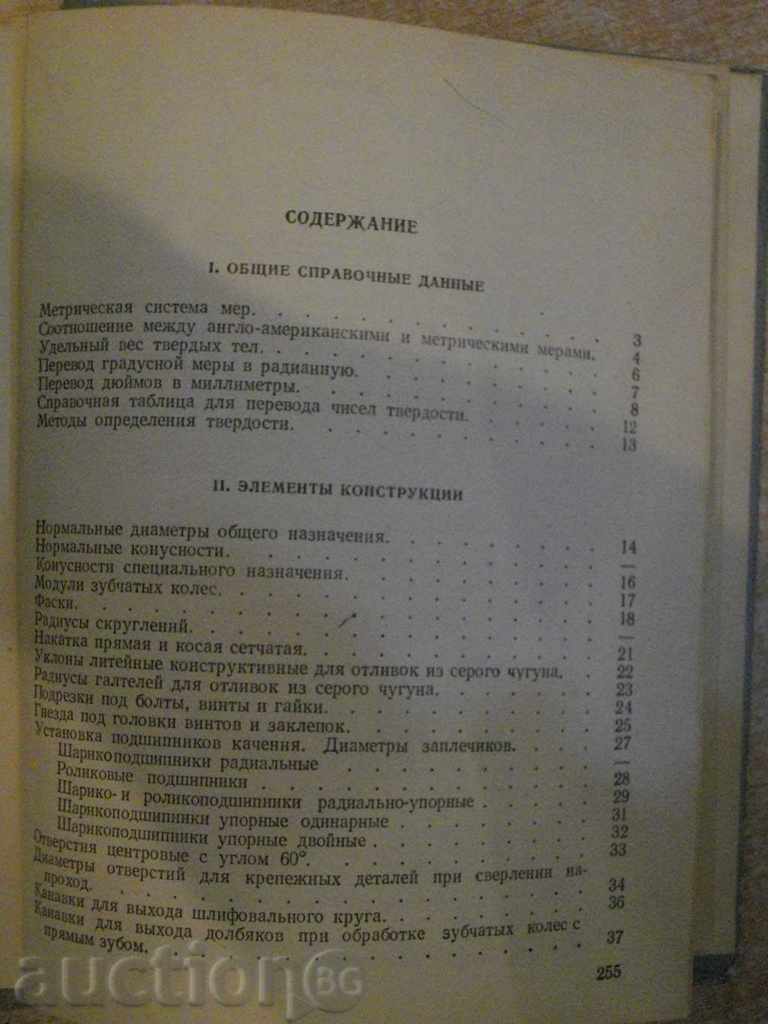 СОДЕРЖАНИЕ
I. ОБЩИЕ СПРАВОЧНЫЕ ДАННЫЕ
Метрическая система мер. 3
Соотношение между англо-американскими и метрическими мерами. 4
Удельный вес твердых тел. 6
Перевод градусной меры в радианную. 7
Перевод дюймов в миллиметры. 8
Справочная таблица для перевода чисел твердости. 12
Методы определения твердости. 13
II. ЭЛЕМЕНТЫ КОНСТРУКЦИИ
Нормальные диаметры общего назначения. 14
Нормальные конусности. —
Конусности специального назначения. 16
Модули зубчатых колес. 17
Фаски. 18
Радиусы скруглений. —
Накатка прямая и косая сетчатая. 21
Уклоны литейные конструктивные для отливок из серого чугуна. 22
Радиусы галтелей для отливок из серого чугуна. 23
Подрезки под болты, винты и гайки. 24
Гнезда под головки винтов и заклепок. 25
Установка подшипников качения. Диаметры заплечиков. 27
Шарикоподшипники радиальные —
Роликовые подшипники 28
Шарико- и роликоподшипники радиально-упорные 29
Шарикоподшипники упорные одинарные 31
Шарикоподшипники упорные двойные 32
Отверстия центровые с углом 60°. 33
Диаметры отверстий для крепежных деталей при сверлении на-
проход. 34
Канавки для выхода шлифовального круга. 36
Канавки для выхода долбяков при обработке зубчатых колес с
прямым зубом. 37
255
auctionBG